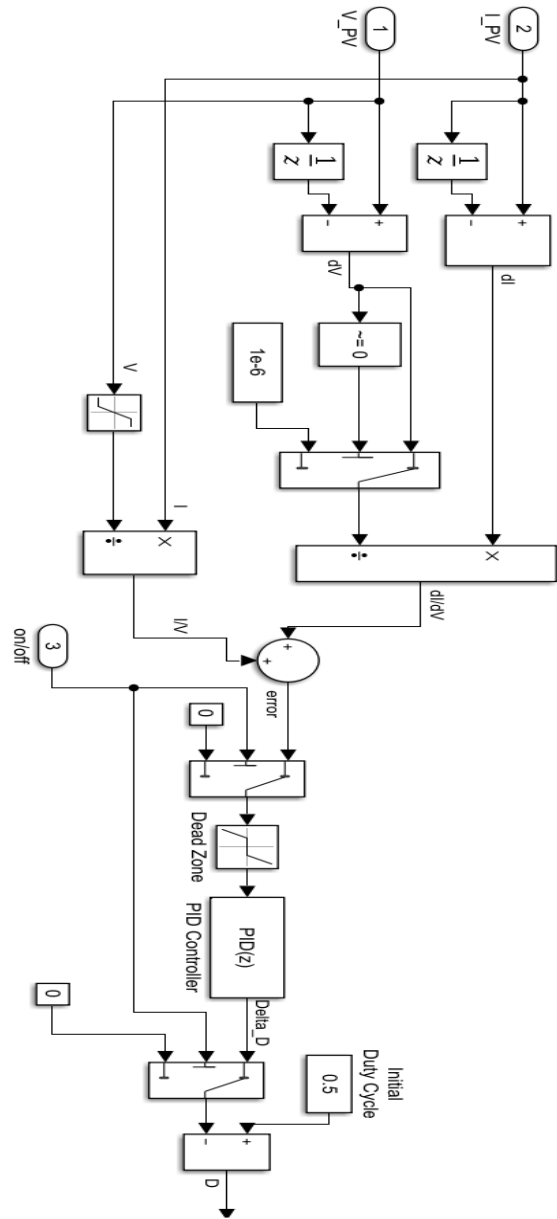 2
I_PV
1
V_PV
1
z
1
z
+
-
dI
+
-
dV
~= 0
1e-6
V
I
×
÷
dI/dV
×
÷
I/V
+
+
error
3
on/off
0
Dead Zone
PID(z)
PID Controller
Delta_D
0
Initial
Duty Cycle
0.5
+
-
D